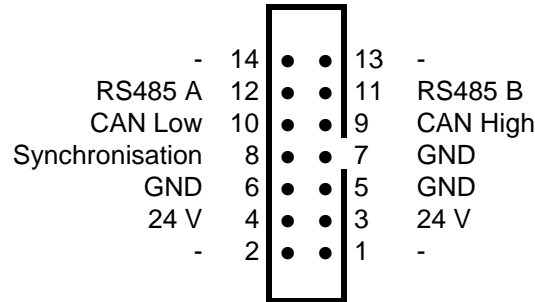 - 14 13 -
RS485 A 12 11 RS485 B
CAN Low 10 9 CAN High
Synchronisation 8 7 GND
GND 6 5 GND
24 V 4 3 24 V
- 2 1 -